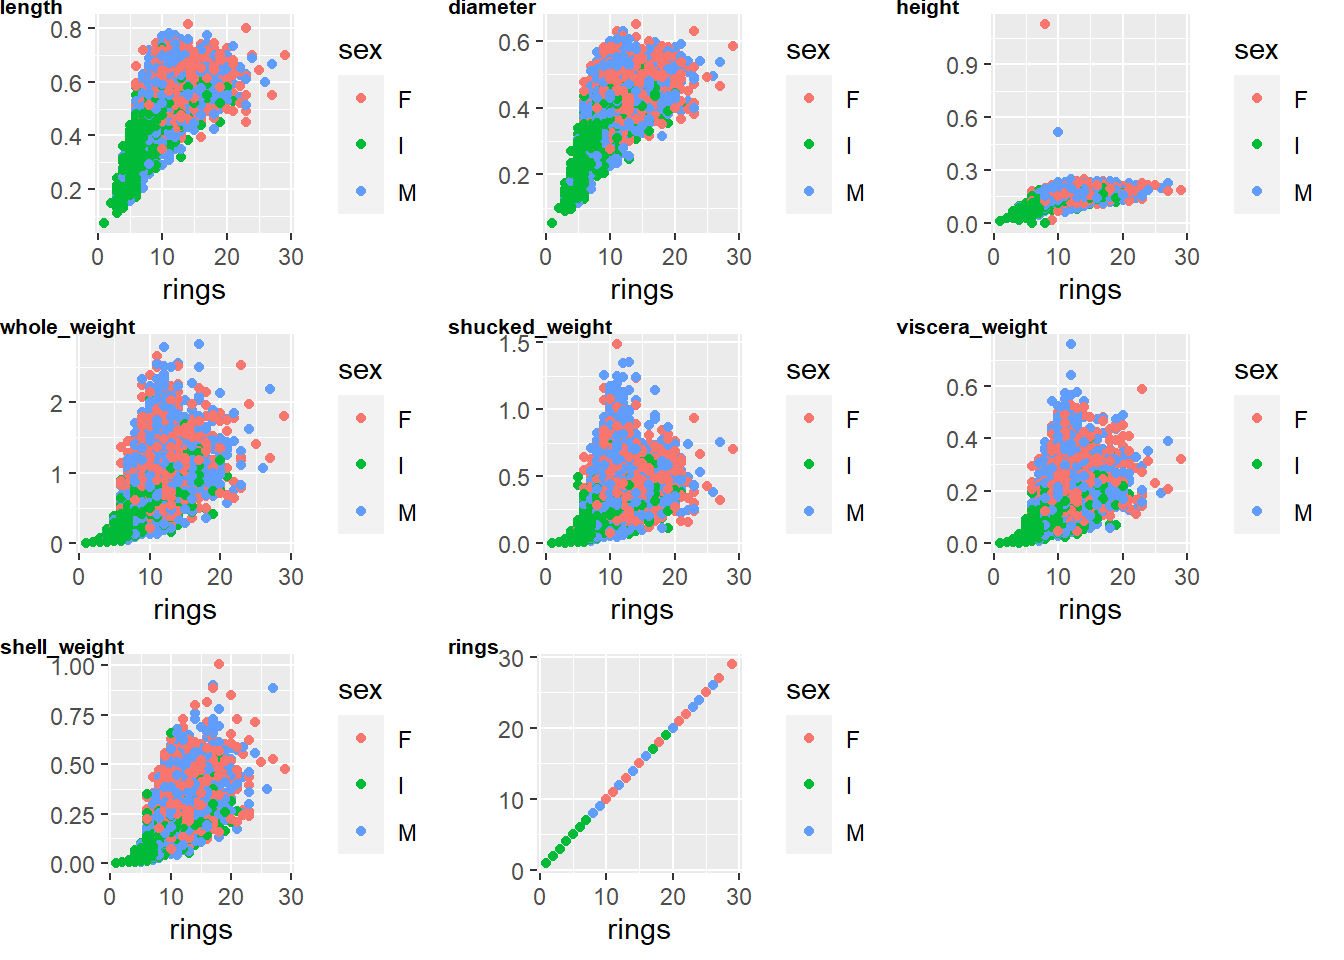 length
sex
F
I
M
0.8
0.6
0.4
0.2
0 10 20 30
rings
diameter
sex
F
I
M
0.6
0.4
0.2
0 10 20 30
rings
height
sex
F
I
M
0.9
0.6
0.3
0.0
0 10 20 30
rings
whole_weight
sex
F
I
M
2
1
0
0 10 20 30
rings
shucked_weight
sex
F
I
M
1.5
1.0
0.5
0.0
0 10 20 30
rings
viscera_weight
sex
F
I
M
0.6
0.4
0.2
0.0
0 10 20 30
rings
shell_weight
sex
F
I
M
1.00
0.75
0.50
0.25
0.00
0 10 20 30
rings
rings
sex
F
I
M
30
20
10
0
0 10 20 30
rings